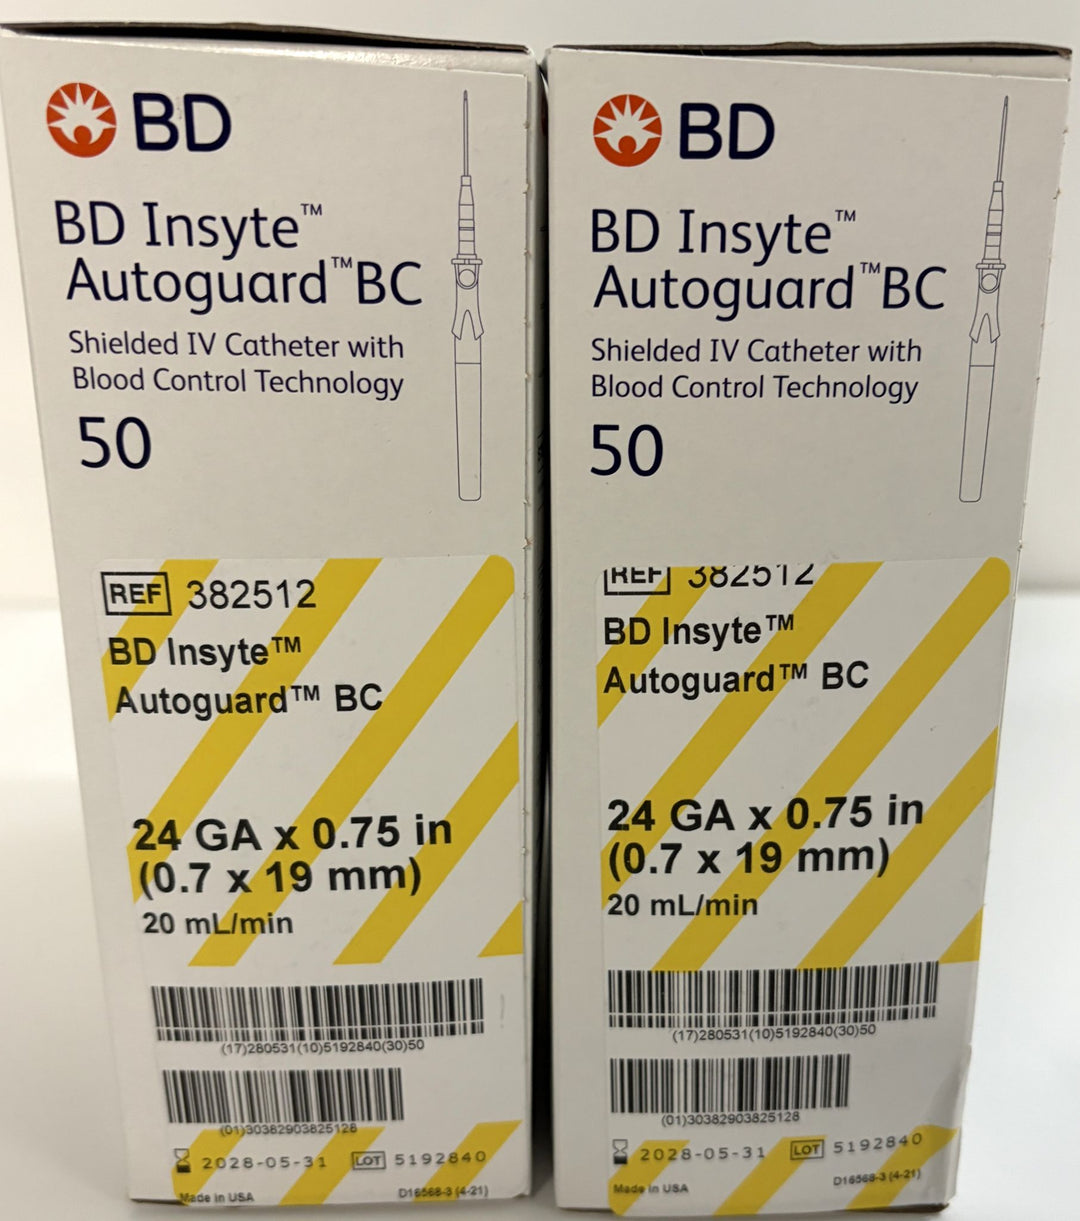 BD
BD Insyte™
Autoguard™BC
Shielded IV Catheter with
Blood Control Technology
50
REF 382512
BD Insyte™
Autoguard™ BC
24 GA x 0.75 in
(0.7 x 19 mm)
20 mL/min
(17)280531(10)5192840(30)50
(01)30382903825128
2028-05-31 LOT 5192840
Made in USA D16568-3 (4-21)
BD
BD Insyte™
Autoguard™BC
Shielded IV Catheter with
Blood Control Technology
50
REF 382512
BD Insyte™
Autoguard™ BC
24 GA x 0.75 in
(0.7 x 19 mm)
20 mL/min
(17)280531(10)5192840(30)50
(01)30382903825128
2028-05-31 LOT 5192840
Made in USA D16568-3 (4-21)